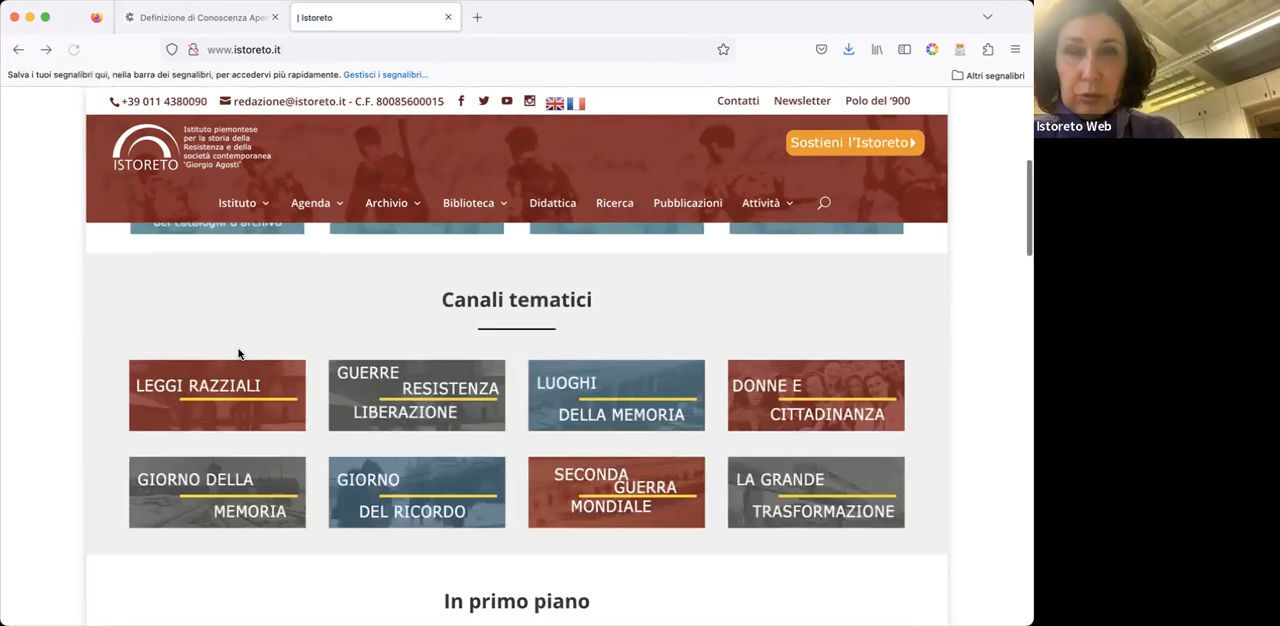 Definizione di Conoscenza Aper
| Istoreto
www.istoreto.it
Salva i tuoi segnalibri qui, nella barra dei segnalibri, per accedervi più rapidamente. Gestisci i segnalibri...
Altri segnalibri
+39 011 4380090
redazione@istoreto.it - C.F. 80085600015
Contatti
Newsletter
Polo del '900
ISTORETO
Istituto piemontese
per la storia della
Resistenza e della
società contemporanea
'Giorgio Agosti'
Sostieni l'Istoreto
Istituto
Agenda
Archivio
Biblioteca
Didattica
Ricerca
Pubblicazioni
Attività
Canali tematici
LEGGI RAZZIALI
GUERRE
RESISTENZA
LIBERAZIONE
LUOGHI
DELLA MEMORIA
DONNE E
CITTADINANZA
GIORNO DELLA
MEMORIA
GIORNO
DEL RICORDO
SECONDA
GUERRA
MONDIALE
LA GRANDE
TRASFORMAZIONE
In primo piano
Istoreto Web